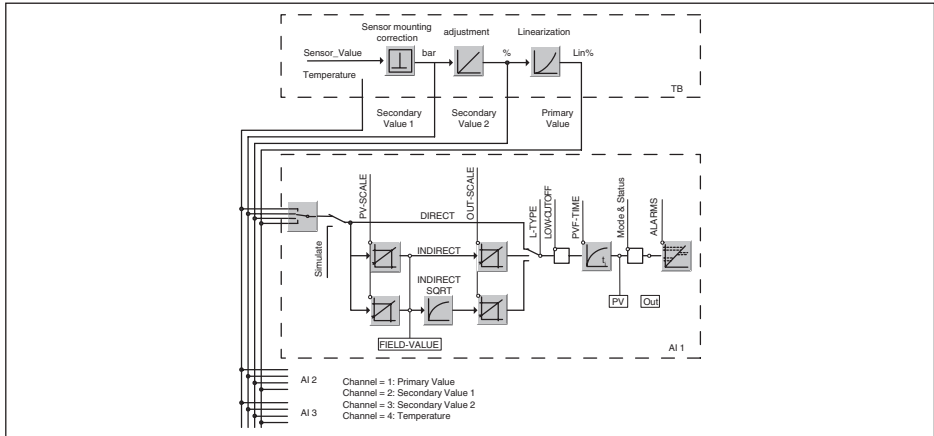 Sensor mounting
correction
adjustment
Linearization
Sensor_Value
bar
%
Lin%
Temperature
TB
Secondary
Value 1
Secondary
Value 2
Primary
Value
PV-SCALE
OUT-SCALE
L-TYPE
LOW-CUTOFF
PVF-TIME
Mode & Status
ALARMS
DIRECT
Simulate
INDIRECT
INDIRECT
SQRT
t
PV
Out
FIELD-VALUE
AI 1
AI 2
Channel = 1: Primary Value
Channel = 2: Secondary Value 1
AI 3
Channel = 3: Secondary Value 2
Channel = 4: Temperature